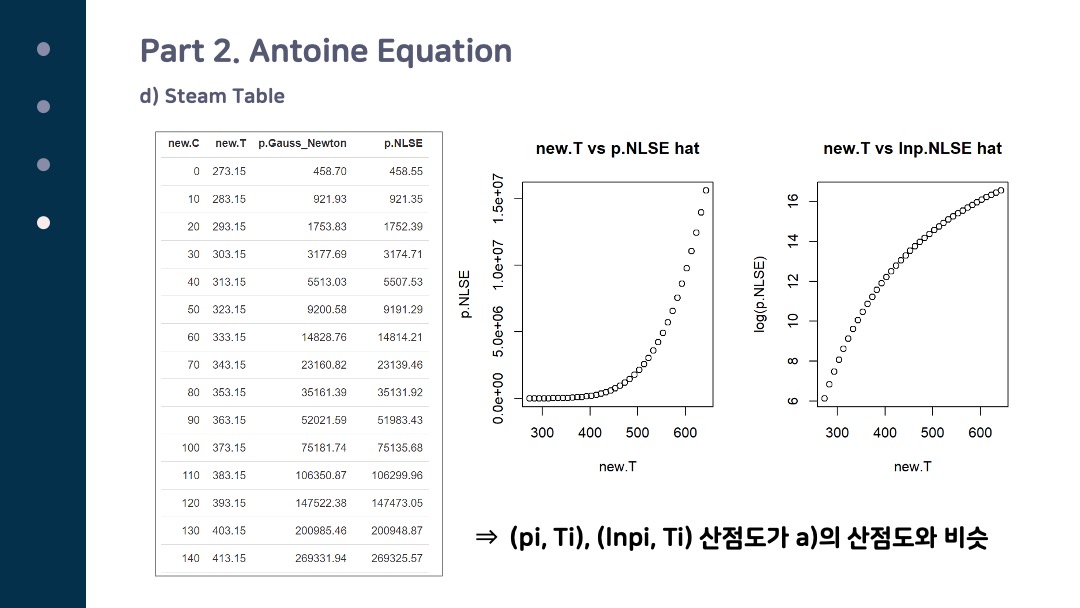 Part 2. Antoine Equation
d) Steam Table
new.C new.T p.Gauss_Newton p.NLSE
0 273.15 458.70 458.55
10 283.15 921.93 921.35
20 293.15 1753.83 1752.39
30 303.15 3177.69 3174.71
40 313.15 5513.03 5507.53
50 323.15 9200.58 9191.29
60 333.15 14828.76 14814.21
70 343.15 23160.82 23139.46
80 353.15 35161.39 35131.92
90 363.15 52021.59 51983.43
100 373.15 75181.74 75135.68
110 383.15 106350.87 106299.96
120 393.15 147522.38 147473.05
130 403.15 200985.46 200948.87
140 413.15 269331.94 269325.57
new.T vs p.NLSE hat
p.NLSE
1.5e+07
1.0e+07
5.0e+06
0.0e+00
300 400 500 600
new.T
new.T vs lnp.NLSE hat
log(p.NLSE)
16
14
12
10
8
6
300 400 500 600
new.T
⇒ (pi, Ti), (lnpi, Ti) 산점도가 a)의 산점도와 비슷